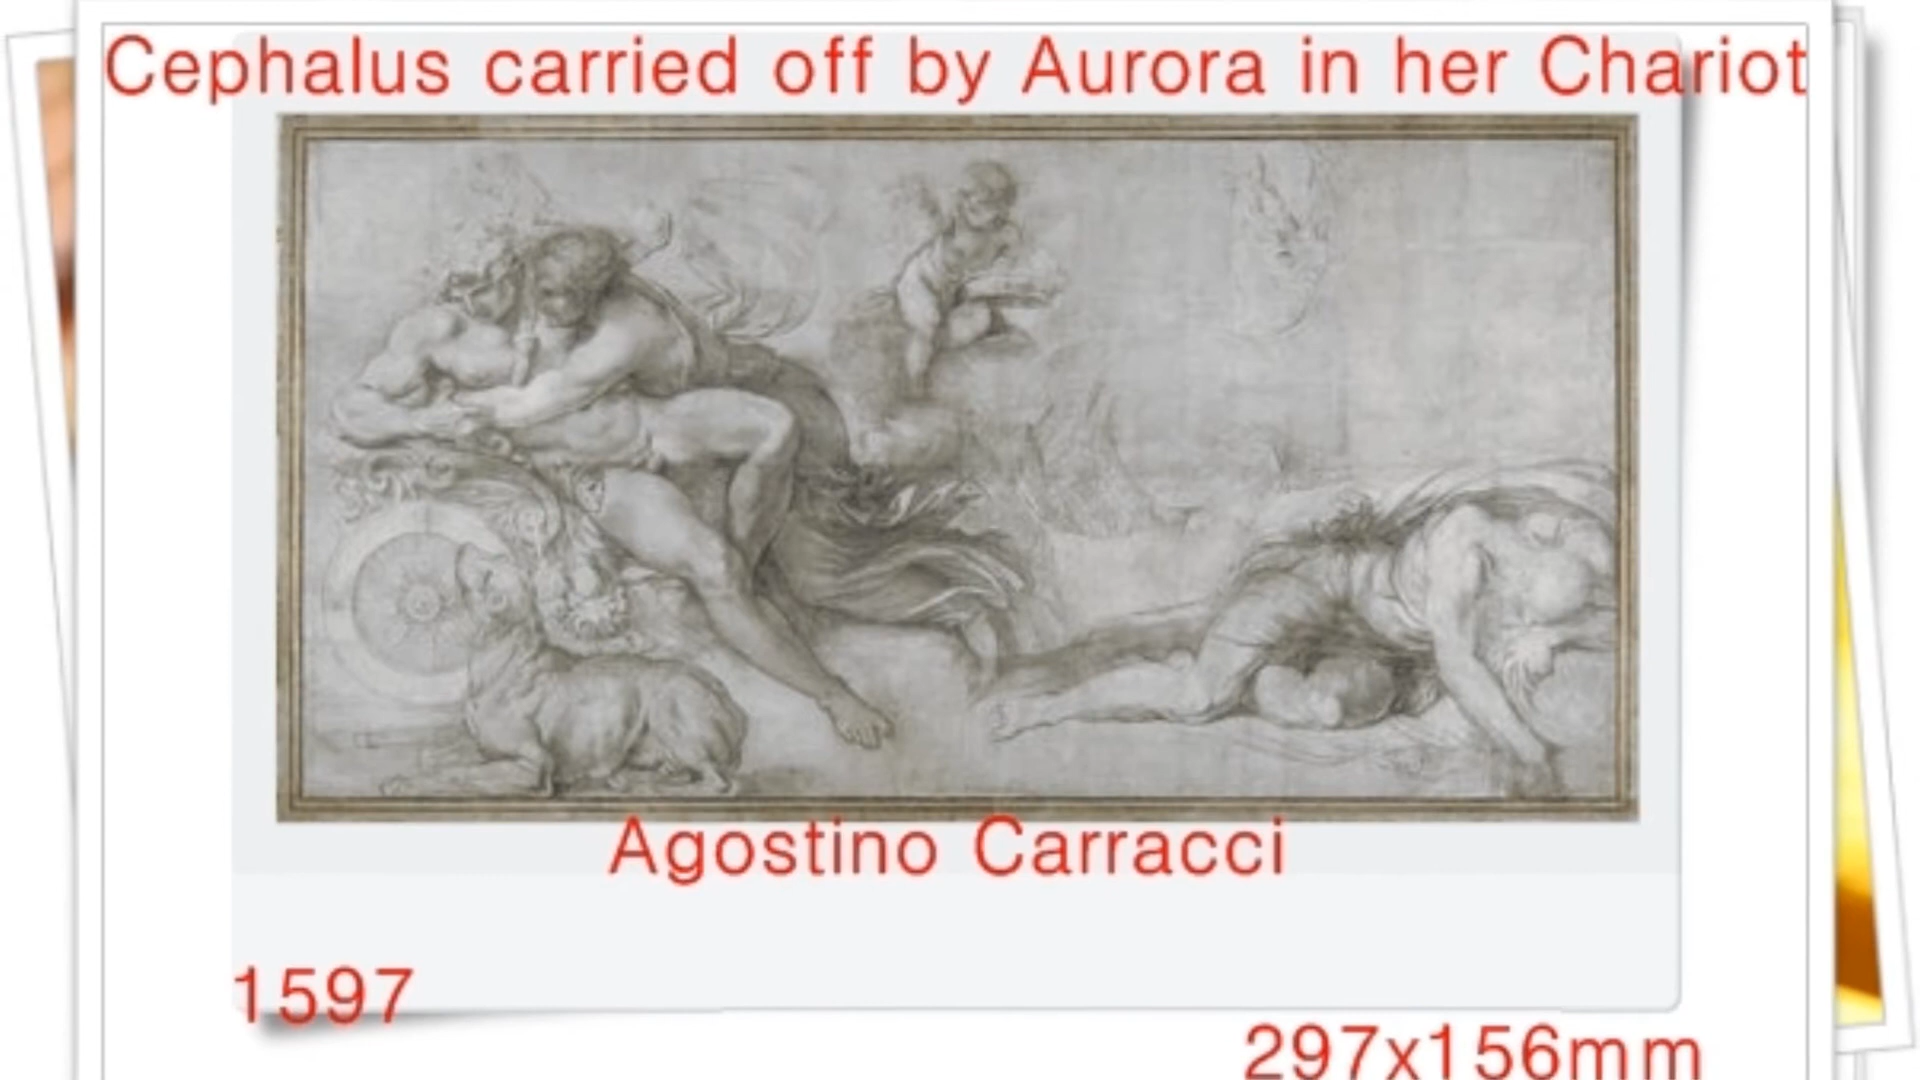 Cephalus carried off by Aurora in her Chariot
Agostino Carracci
1597
297x156mm